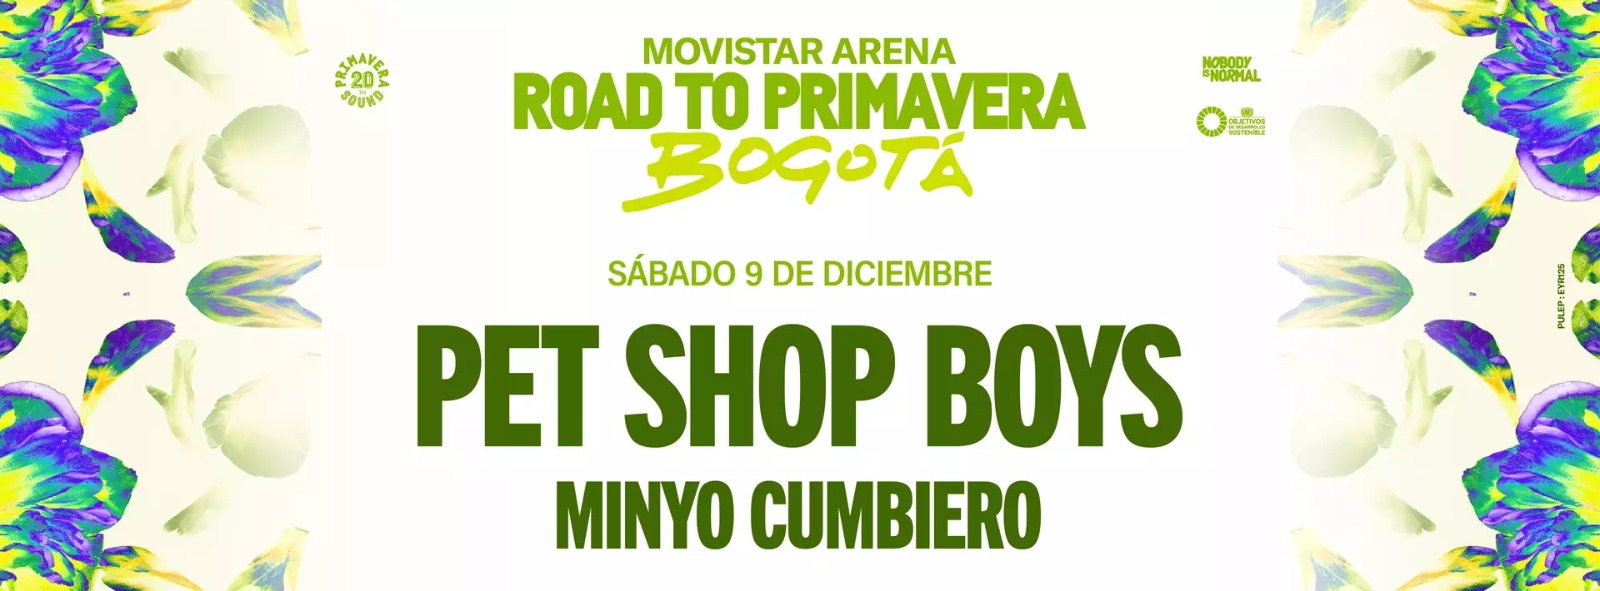 MOVISTAR ARENA
ROAD TO PRIMAVERA
BOGOTÁ
PRIMAVERA
20
TH
SOUND
NOBODY
IS NORMAL
OBJETIVOS
DE DESARROLLO
SOSTENIBLE
SÁBADO 9 DE DICIEMBRE
PET SHOP BOYS
MINYO CUMBIERO
PULEP: EYR125